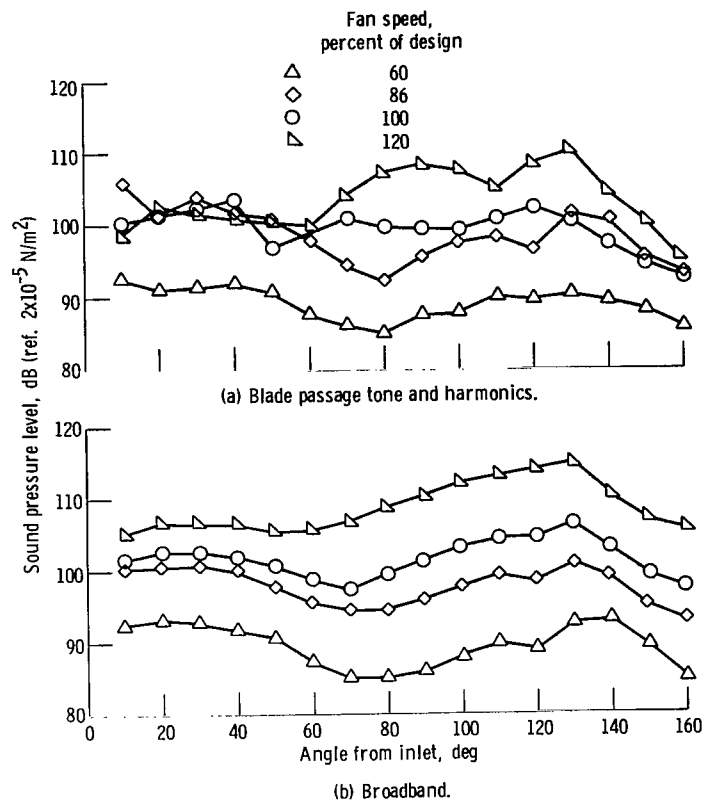 Fan speed,
percent of design
60
86
100
120
120
110
100
90
80
(a) Blade passage tone and harmonics.
Sound pressure level, dB (ref. 2x10⁻⁵ N/m²)
120
110
100
90
80
0 20 40 60 80 100 120 140 160
Angle from inlet, deg
(b) Broadband.